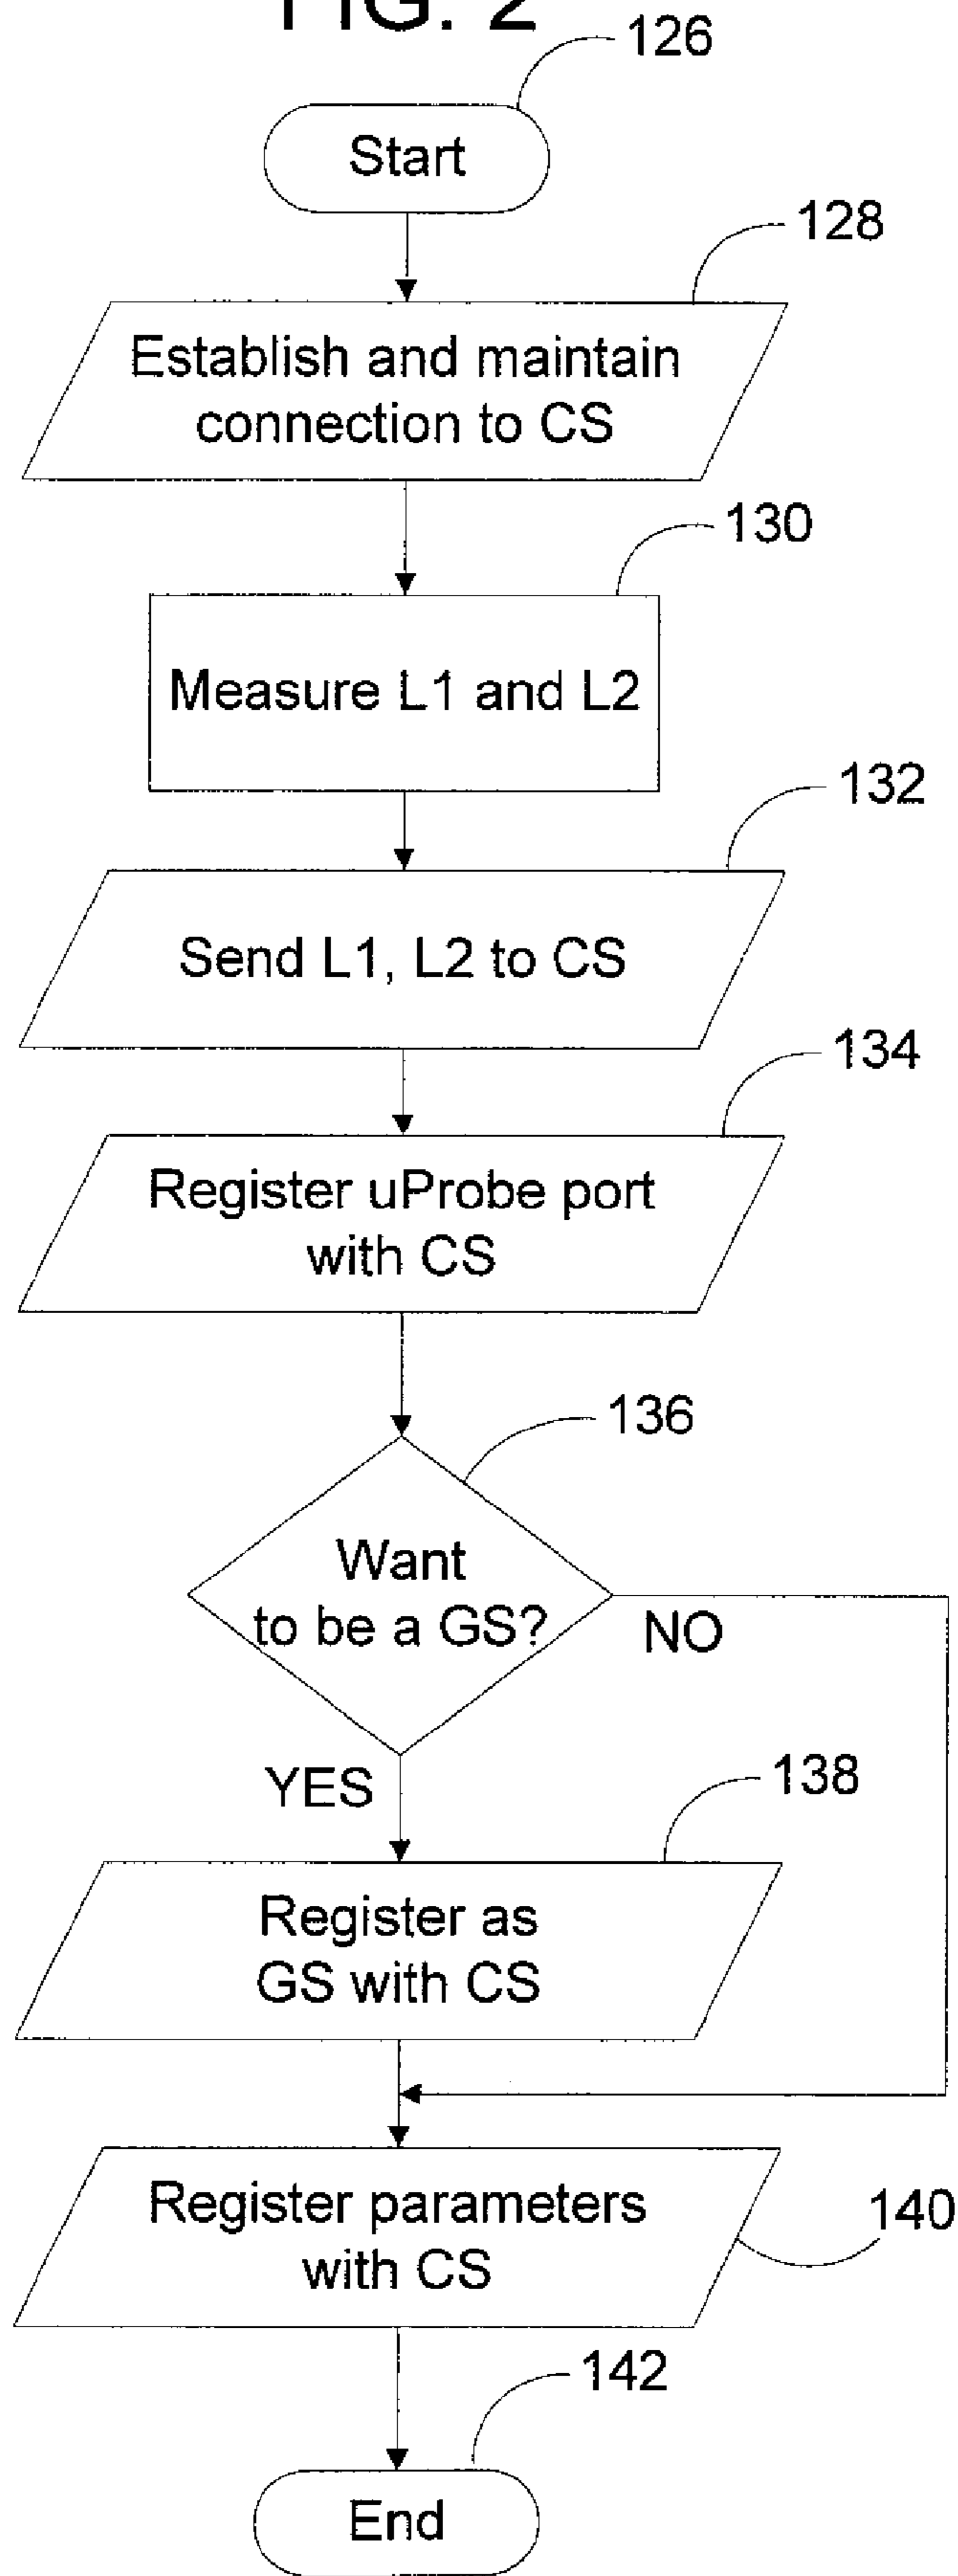 FIG. 2
126
Start
128
Establish and maintain
connection to CS
130
Measure L1 and L2
132
Send L1, L2 to CS
134
Register uProbe port
with CS
136
Want
to be a GS?
NO
YES
138
Register as
GS with CS
Register parameters
with CS
140
142
End